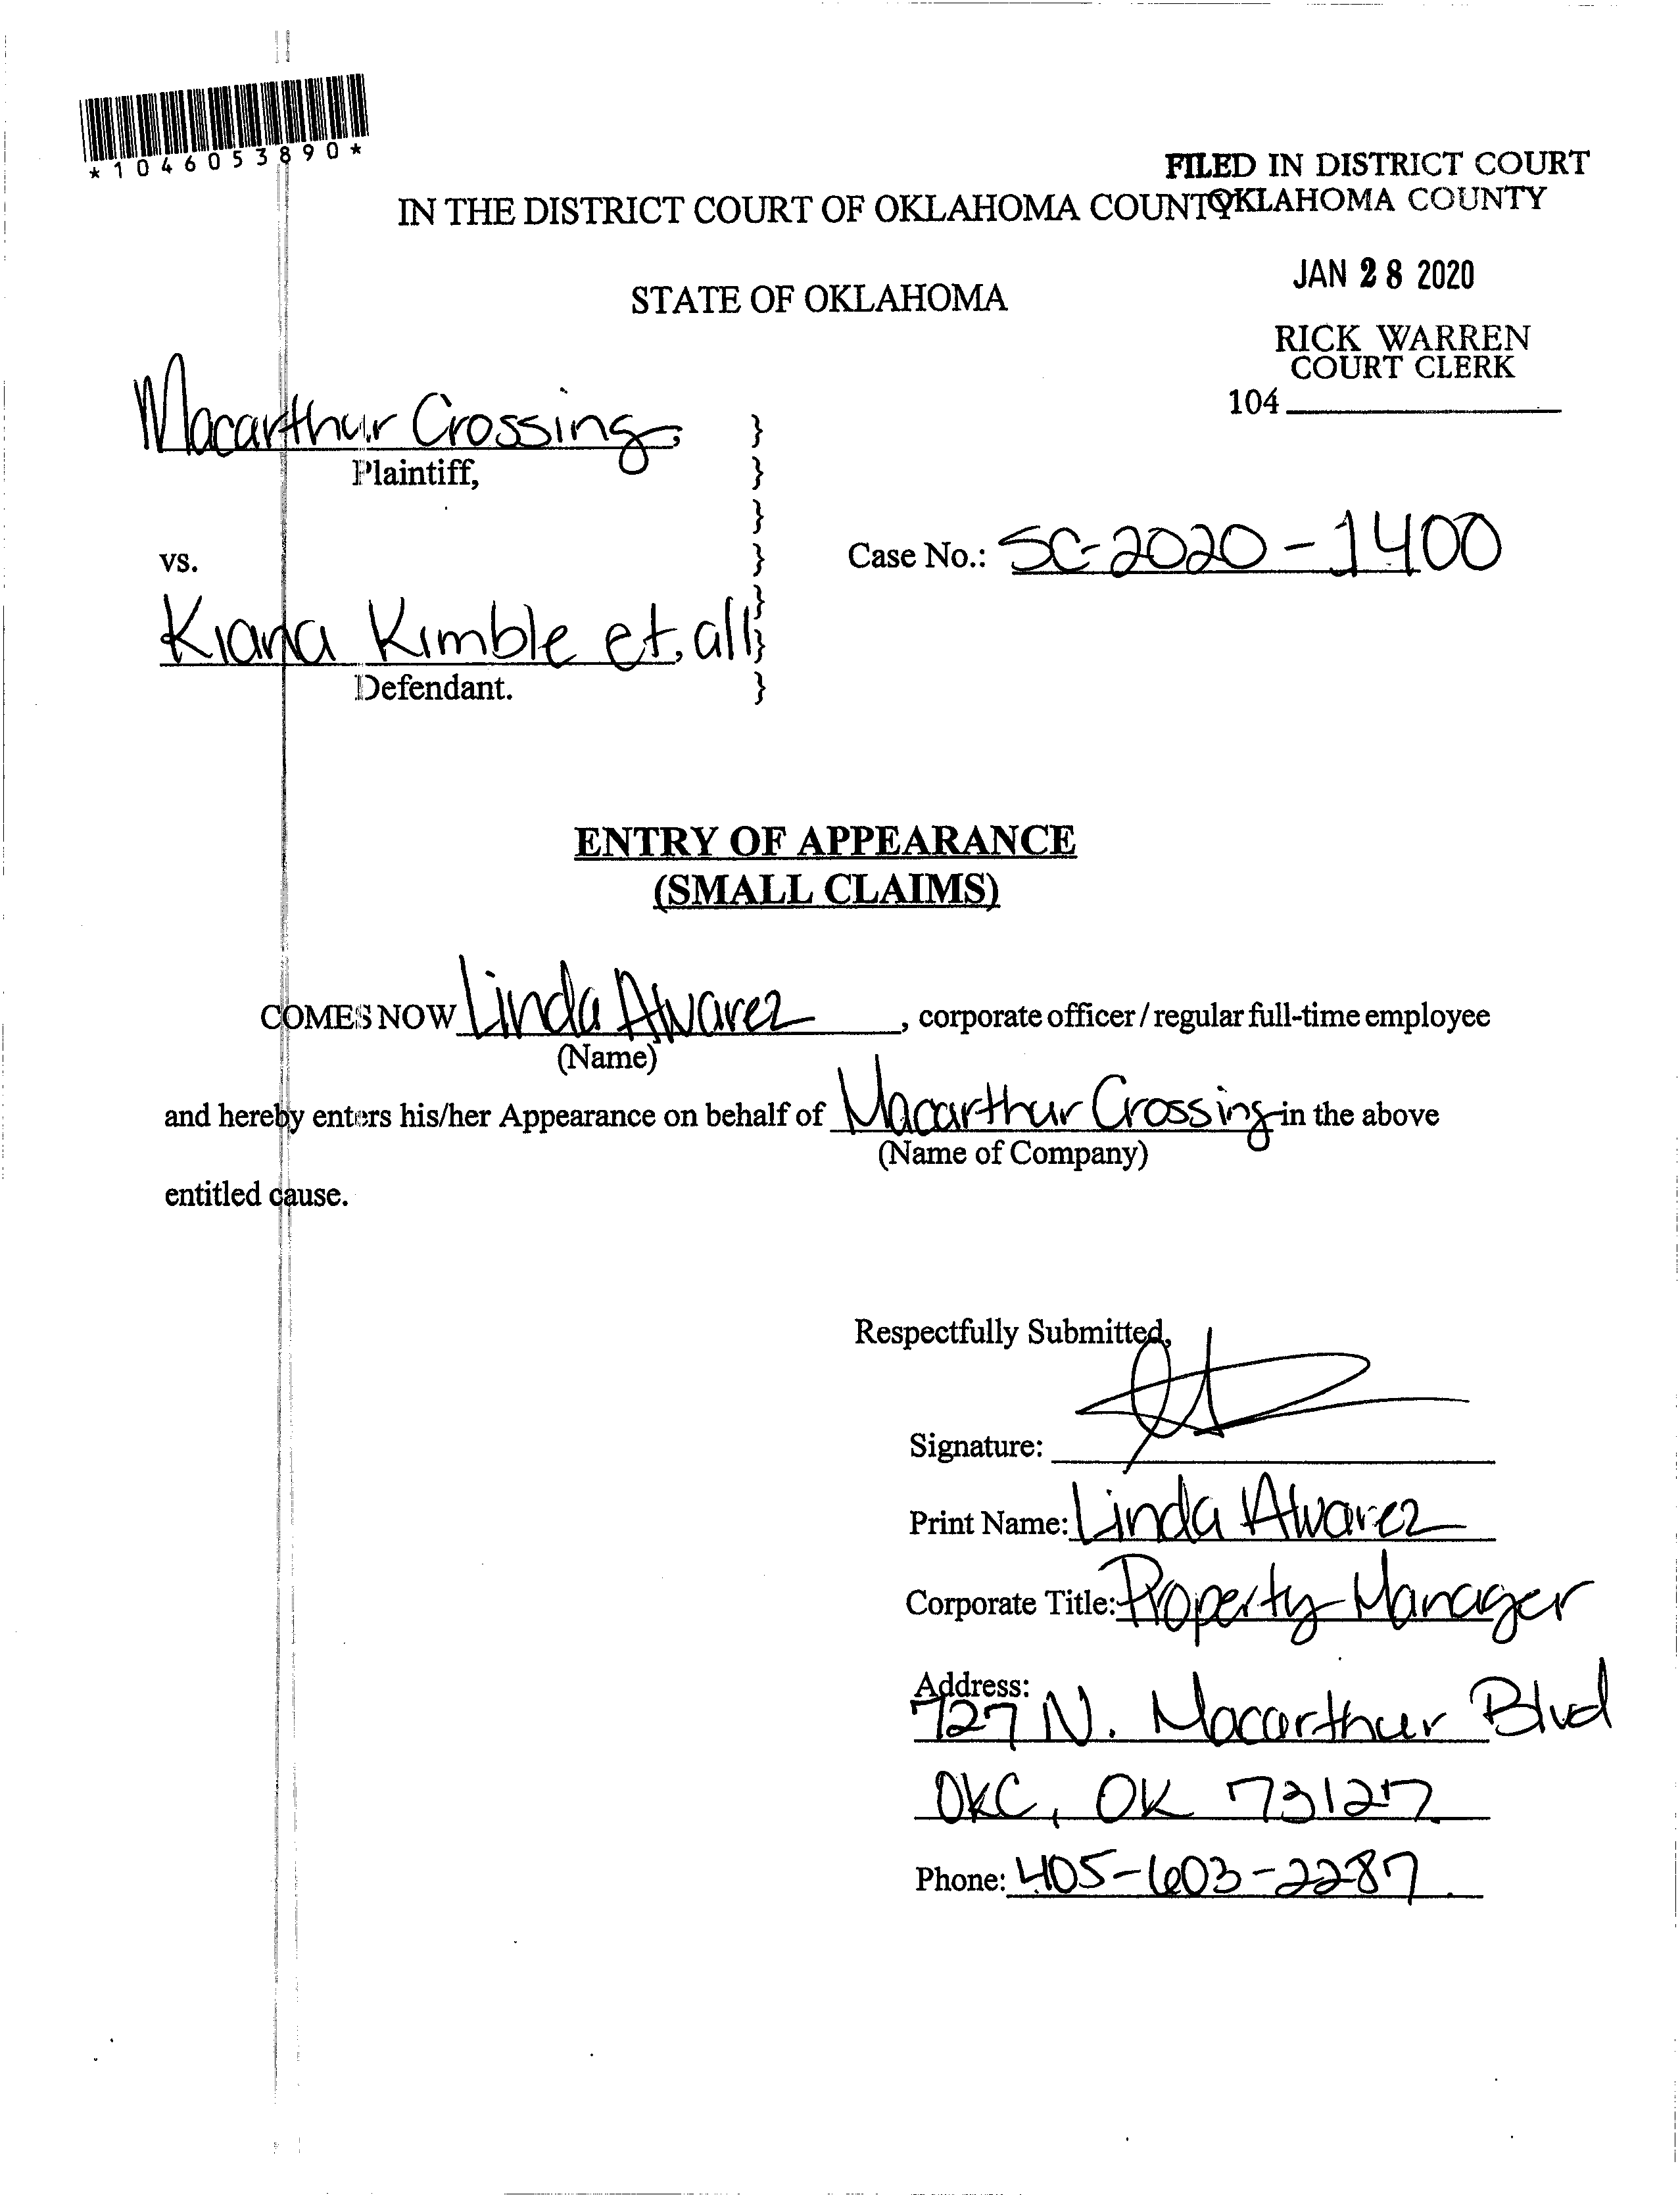 *1046053890*
FILED IN DISTRICT COURT
OKLAHOMA COUNTY
IN THE DISTRICT COURT OF OKLAHOMA COUNTY
JAN 28 2020
STATE OF OKLAHOMA
RICK WARREN
COURT CLERK
104
Macarthur Crossing,
Plaintiff,
vs.
Case No.: SC-2020-1400
Kiana Kimble et. all
Defendant.
ENTRY OF APPEARANCE
(SMALL CLAIMS)
COMES NOW Linda Alvarez, corporate officer / regular full-time employee
(Name)
and hereby enters his/her Appearance on behalf of Macarthur Crossing in the above
(Name of Company)
entitled cause.
Respectfully Submitted,
Signature:
Print Name: Linda Alvarez
Corporate Title: Property Manager
Address:
727 N. Macarthur Blvd
OKC, OK 73127
Phone: 405-603-2287